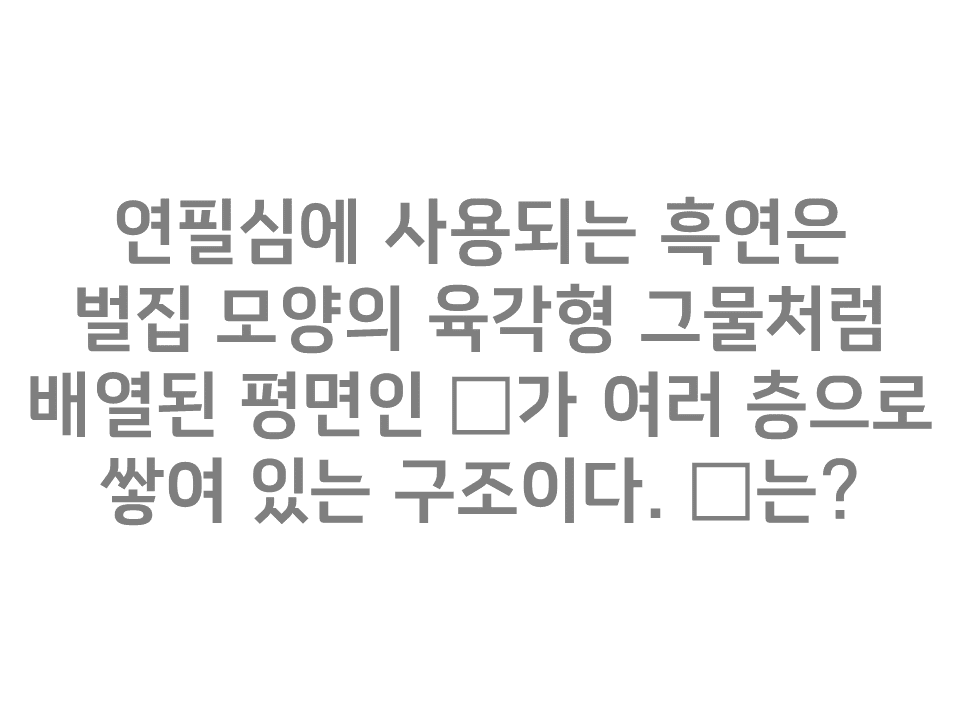 연필심에 사용되는 흑연은
벌집 모양의 육각형 그물처럼
배열된 평면인 □가 여러 층으로
쌓여 있는 구조이다. □는?